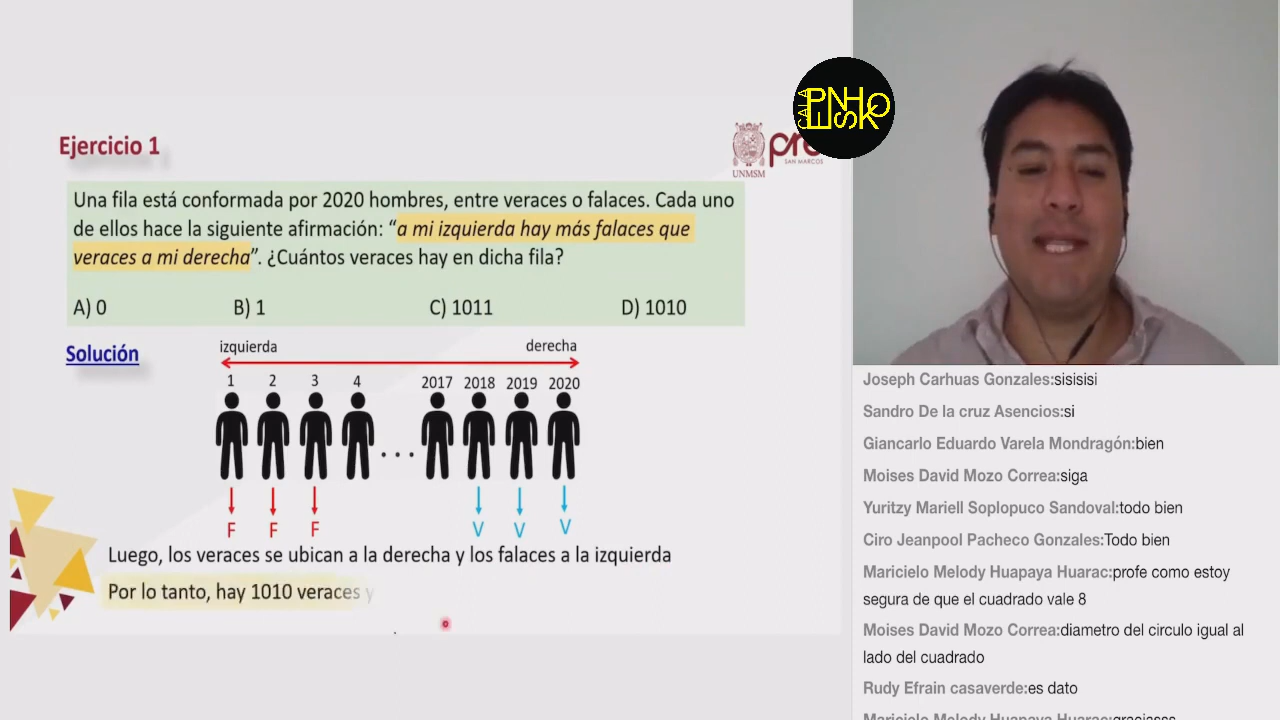 Ejercicio 1
UNMSM
SAN MARCOS
CALA
PENHSKO
Una fila está conformada por 2020 hombres, entre veraces o falaces. Cada uno
de ellos hace la siguiente afirmación: “a mi izquierda hay más falaces que
veraces a mi derecha”. ¿Cuántos veraces hay en dicha fila?
A) 0 B) 1 C) 1011 D) 1010
Solución
izquierda derecha
1 2 3 4 2017 2018 2019 2020
...
F F F V V V
Luego, los veraces se ubican a la derecha y los falaces a la izquierda
Por lo tanto, hay 1010 veraces y
Joseph Carhuas Gonzales:sisisisi
Sandro De la cruz Asencios:si
Giancarlo Eduardo Varela Mondragón:bien
Moises David Mozo Correa:siga
Yuritzy Mariell Soplopuco Sandoval:todo bien
Ciro Jeanpool Pacheco Gonzales:Todo bien
Maricielo Melody Huapaya Huarac:profe como estoy
segura de que el cuadrado vale 8
Moises David Mozo Correa:diametro del circulo igual al
lado del cuadrado
Rudy Efrain casaverde:es dato
Maricielo Melody Huapaya Huarac:graciasss